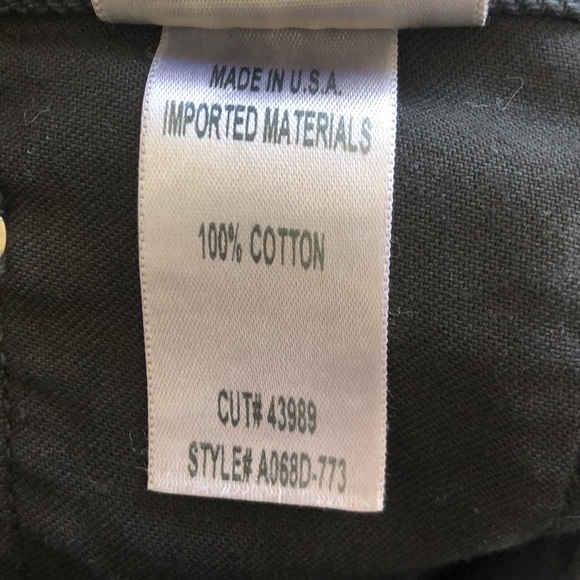 MADE IN U.S.A.
IMPORTED MATERIALS
100% COTTON
CUT# 43989
STYLE# A068D-773